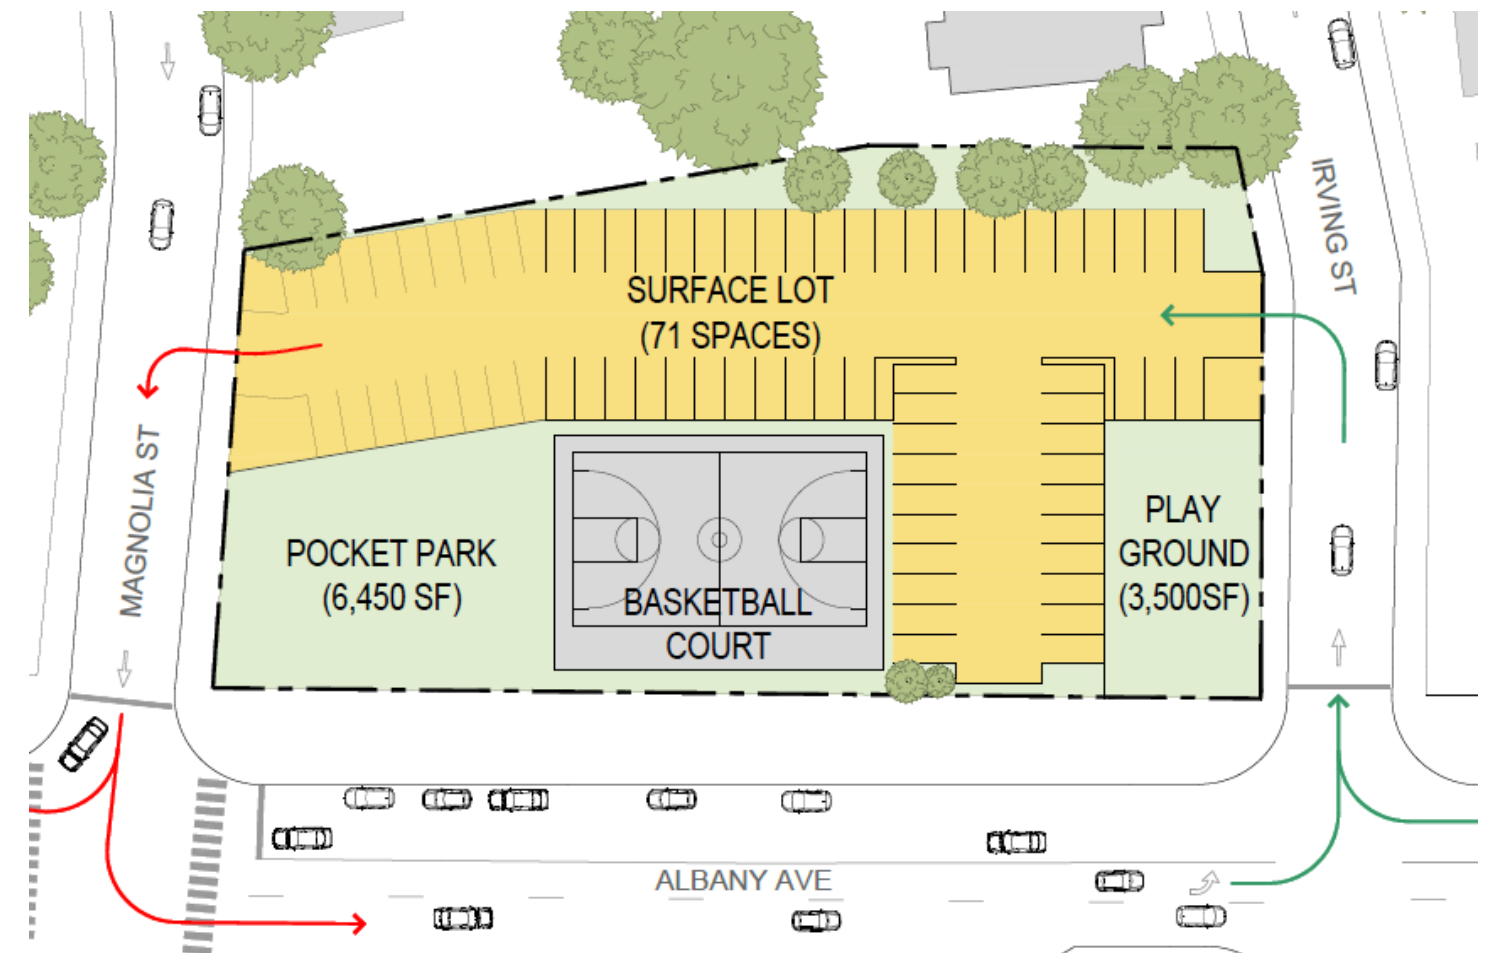 IRVING ST
SURFACE LOT
(71 SPACES)
MAGNOLIA ST
POCKET PARK
(6,450 SF)
BASKETBALL
COURT
PLAY
GROUND
(3,500SF)
ALBANY AVE